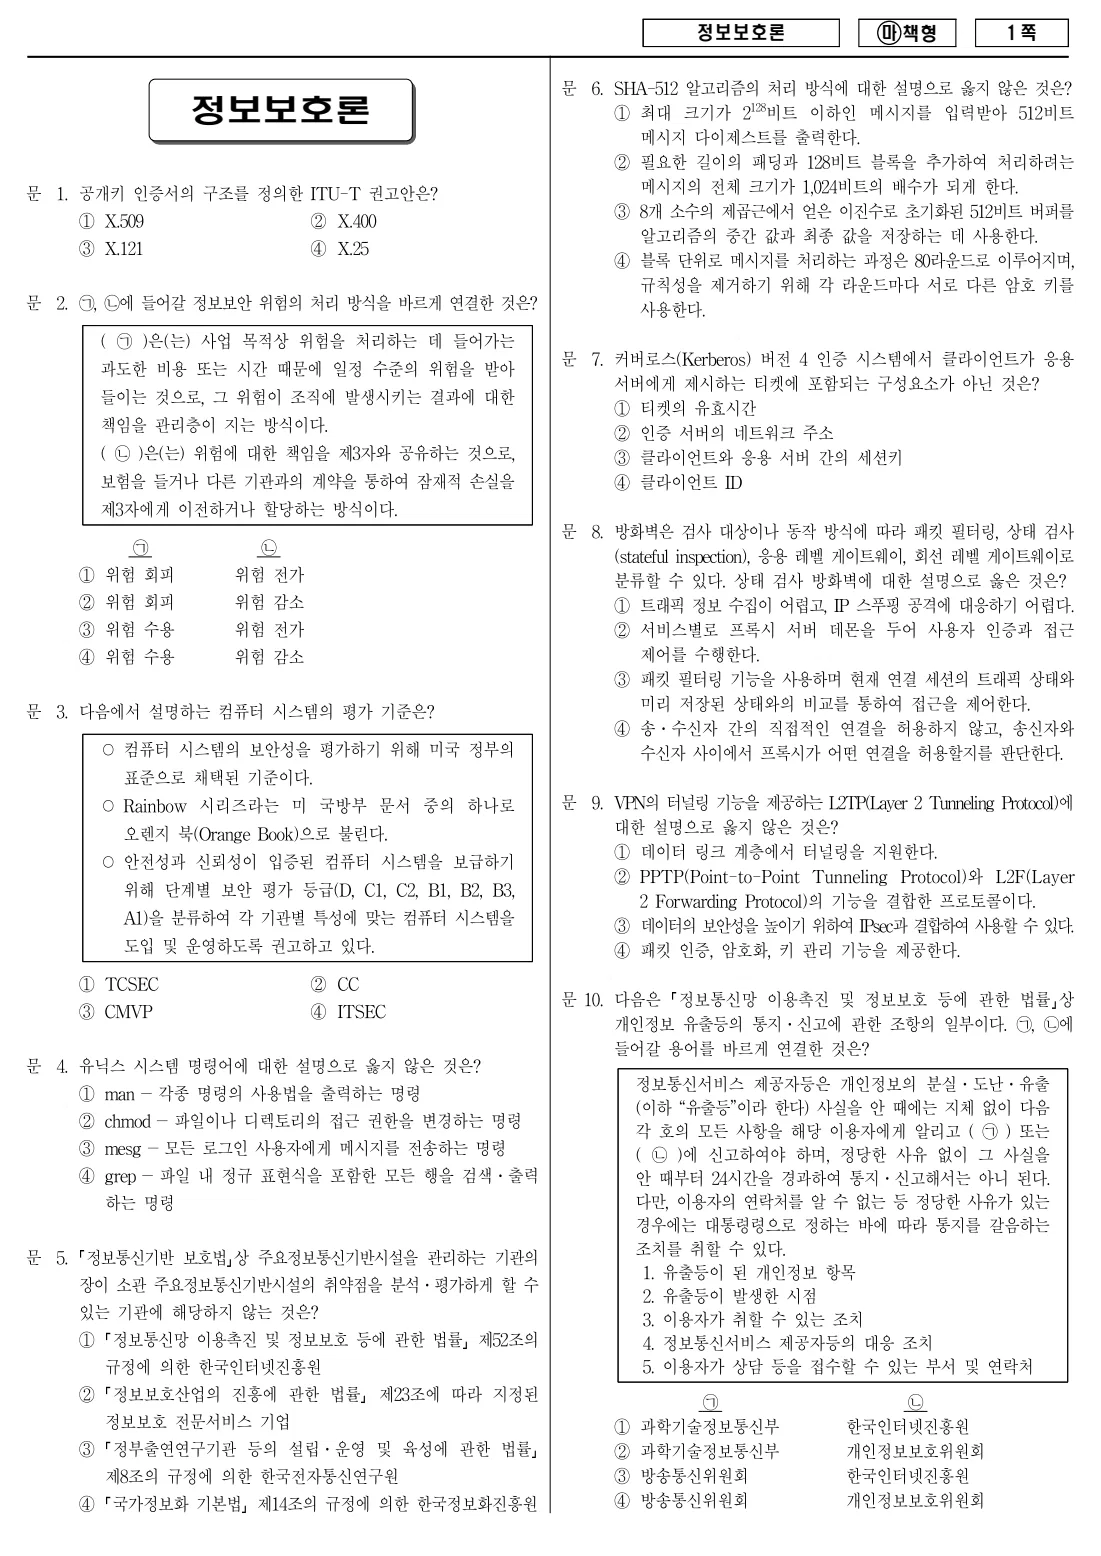 정보보호론
㉤책형
1쪽
정보보호론
문 1. 공개키 인증서의 구조를 정의한 ITU-T 권고안은?
① X.509 ② X.400
③ X.121 ④ X.25
문 2. ㉠, ㉡에 들어갈 정보보안 위험의 처리 방식을 바르게 연결한 것은?
( ㉠ )은(는) 사업 목적상 위험을 처리하는 데 들어가는
과도한 비용 또는 시간 때문에 일정 수준의 위험을 받아
들이는 것으로, 그 위험이 조직에 발생시키는 결과에 대한
책임을 관리층이 지는 방식이다.
( ㉡ )은(는) 위험에 대한 책임을 제3자와 공유하는 것으로,
보험을 들거나 다른 기관과의 계약을 통하여 잠재적 손실을
제3자에게 이전하거나 할당하는 방식이다.
㉠ ㉡
① 위험 회피 위험 전가
② 위험 회피 위험 감소
③ 위험 수용 위험 전가
④ 위험 수용 위험 감소
문 3. 다음에서 설명하는 컴퓨터 시스템의 평가 기준은?
○ 컴퓨터 시스템의 보안성을 평가하기 위해 미국 정부의
표준으로 채택된 기준이다.
○ Rainbow 시리즈라는 미 국방부 문서 중의 하나로
오렌지 북(Orange Book)으로 불린다.
○ 안전성과 신뢰성이 입증된 컴퓨터 시스템을 보급하기
위해 단계별 보안 평가 등급(D, C1, C2, B1, B2, B3,
A1)을 분류하여 각 기관별 특성에 맞는 컴퓨터 시스템을
도입 및 운영하도록 권고하고 있다.
① TCSEC ② CC
③ CMVP ④ ITSEC
문 4. 유닉스 시스템 명령어에 대한 설명으로 옳지 않은 것은?
① man – 각종 명령의 사용법을 출력하는 명령
② chmod – 파일이나 디렉토리의 접근 권한을 변경하는 명령
③ mesg – 모든 로그인 사용자에게 메시지를 전송하는 명령
④ grep – 파일 내 정규 표현식을 포함한 모든 행을 검색·출력
하는 명령
문 5. 「정보통신기반 보호법」상 주요정보통신기반시설을 관리하는 기관의
장이 소관 주요정보통신기반시설의 취약점을 분석·평가하게 할 수
있는 기관에 해당하지 않는 것은?
① 「정보통신망 이용촉진 및 정보보호 등에 관한 법률」 제52조의
규정에 의한 한국인터넷진흥원
② 「정보보호산업의 진흥에 관한 법률」 제23조에 따라 지정된
정보보호 전문서비스 기업
③ 「정부출연연구기관 등의 설립·운영 및 육성에 관한 법률」
제8조의 규정에 의한 한국전자통신연구원
④ 「국가정보화 기본법」 제14조의 규정에 의한 한국정보화진흥원
문 6. SHA-512 알고리즘의 처리 방식에 대한 설명으로 옳지 않은 것은?
① 최대 크기가 2¹²⁸비트 이하인 메시지를 입력받아 512비트
메시지 다이제스트를 출력한다.
② 필요한 길이의 패딩과 128비트 블록을 추가하여 처리하려는
메시지의 전체 크기가 1,024비트의 배수가 되게 한다.
③ 8개 소수의 제곱근에서 얻은 이진수로 초기화된 512비트 버퍼를
알고리즘의 중간 값과 최종 값을 저장하는 데 사용한다.
④ 블록 단위로 메시지를 처리하는 과정은 80라운드로 이루어지며,
규칙성을 제거하기 위해 각 라운드마다 서로 다른 암호 키를
사용한다.
문 7. 커버로스(Kerberos) 버전 4 인증 시스템에서 클라이언트가 응용
서버에게 제시하는 티켓에 포함되는 구성요소가 아닌 것은?
① 티켓의 유효시간
② 인증 서버의 네트워크 주소
③ 클라이언트와 응용 서버 간의 세션키
④ 클라이언트 ID
문 8. 방화벽은 검사 대상이나 동작 방식에 따라 패킷 필터링, 상태 검사
(stateful inspection), 응용 레벨 게이트웨이, 회선 레벨 게이트웨이로
분류할 수 있다. 상태 검사 방화벽에 대한 설명으로 옳은 것은?
① 트래픽 정보 수집이 어렵고, IP 스푸핑 공격에 대응하기 어렵다.
② 서비스별로 프록시 서버 데몬을 두어 사용자 인증과 접근
제어를 수행한다.
③ 패킷 필터링 기능을 사용하며 현재 연결 세션의 트래픽 상태와
미리 저장된 상태와의 비교를 통하여 접근을 제어한다.
④ 송·수신자 간의 직접적인 연결을 허용하지 않고, 송신자와
수신자 사이에서 프록시가 어떤 연결을 허용할지를 판단한다.
문 9. VPN의 터널링 기능을 제공하는 L2TP(Layer 2 Tunneling Protocol)에
대한 설명으로 옳지 않은 것은?
① 데이터 링크 계층에서 터널링을 지원한다.
② PPTP(Point-to-Point Tunneling Protocol)와 L2F(Layer
2 Forwarding Protocol)의 기능을 결합한 프로토콜이다.
③ 데이터의 보안성을 높이기 위하여 IPsec과 결합하여 사용할 수 있다.
④ 패킷 인증, 암호화, 키 관리 기능을 제공한다.
문 10. 다음은 「정보통신망 이용촉진 및 정보보호 등에 관한 법률」상
개인정보 유출등의 통지·신고에 관한 조항의 일부이다. ㉠, ㉡에
들어갈 용어를 바르게 연결한 것은?
정보통신서비스 제공자등은 개인정보의 분실·도난·유출
(이하 “유출등”이라 한다) 사실을 안 때에는 지체 없이 다음
각 호의 모든 사항을 해당 이용자에게 알리고 ( ㉠ ) 또는
( ㉡ )에 신고하여야 하며, 정당한 사유 없이 그 사실을
안 때부터 24시간을 경과하여 통지·신고해서는 아니 된다.
다만, 이용자의 연락처를 알 수 없는 등 정당한 사유가 있는
경우에는 대통령령으로 정하는 바에 따라 통지를 갈음하는
조치를 취할 수 있다.
1. 유출등이 된 개인정보 항목
2. 유출등이 발생한 시점
3. 이용자가 취할 수 있는 조치
4. 정보통신서비스 제공자등의 대응 조치
5. 이용자가 상담 등을 접수할 수 있는 부서 및 연락처
㉠ ㉡
① 과학기술정보통신부 한국인터넷진흥원
② 과학기술정보통신부 개인정보보호위원회
③ 방송통신위원회 한국인터넷진흥원
④ 방송통신위원회 개인정보보호위원회